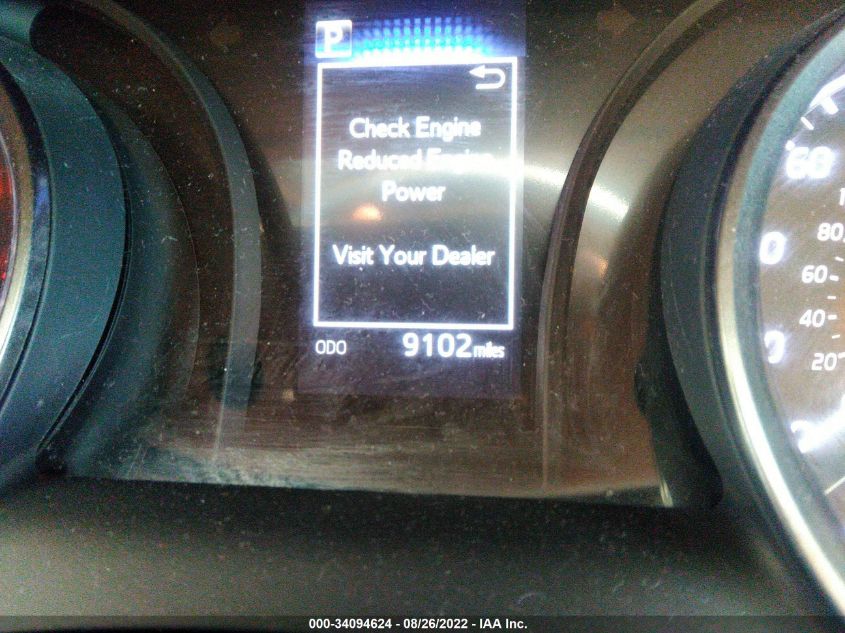 P
Check Engine
Reduced Engine
Power
Visit Your Dealer
ODO 9102 miles
60
80
60
40
20
000-34094624 - 08/26/2022 - IAA Inc.